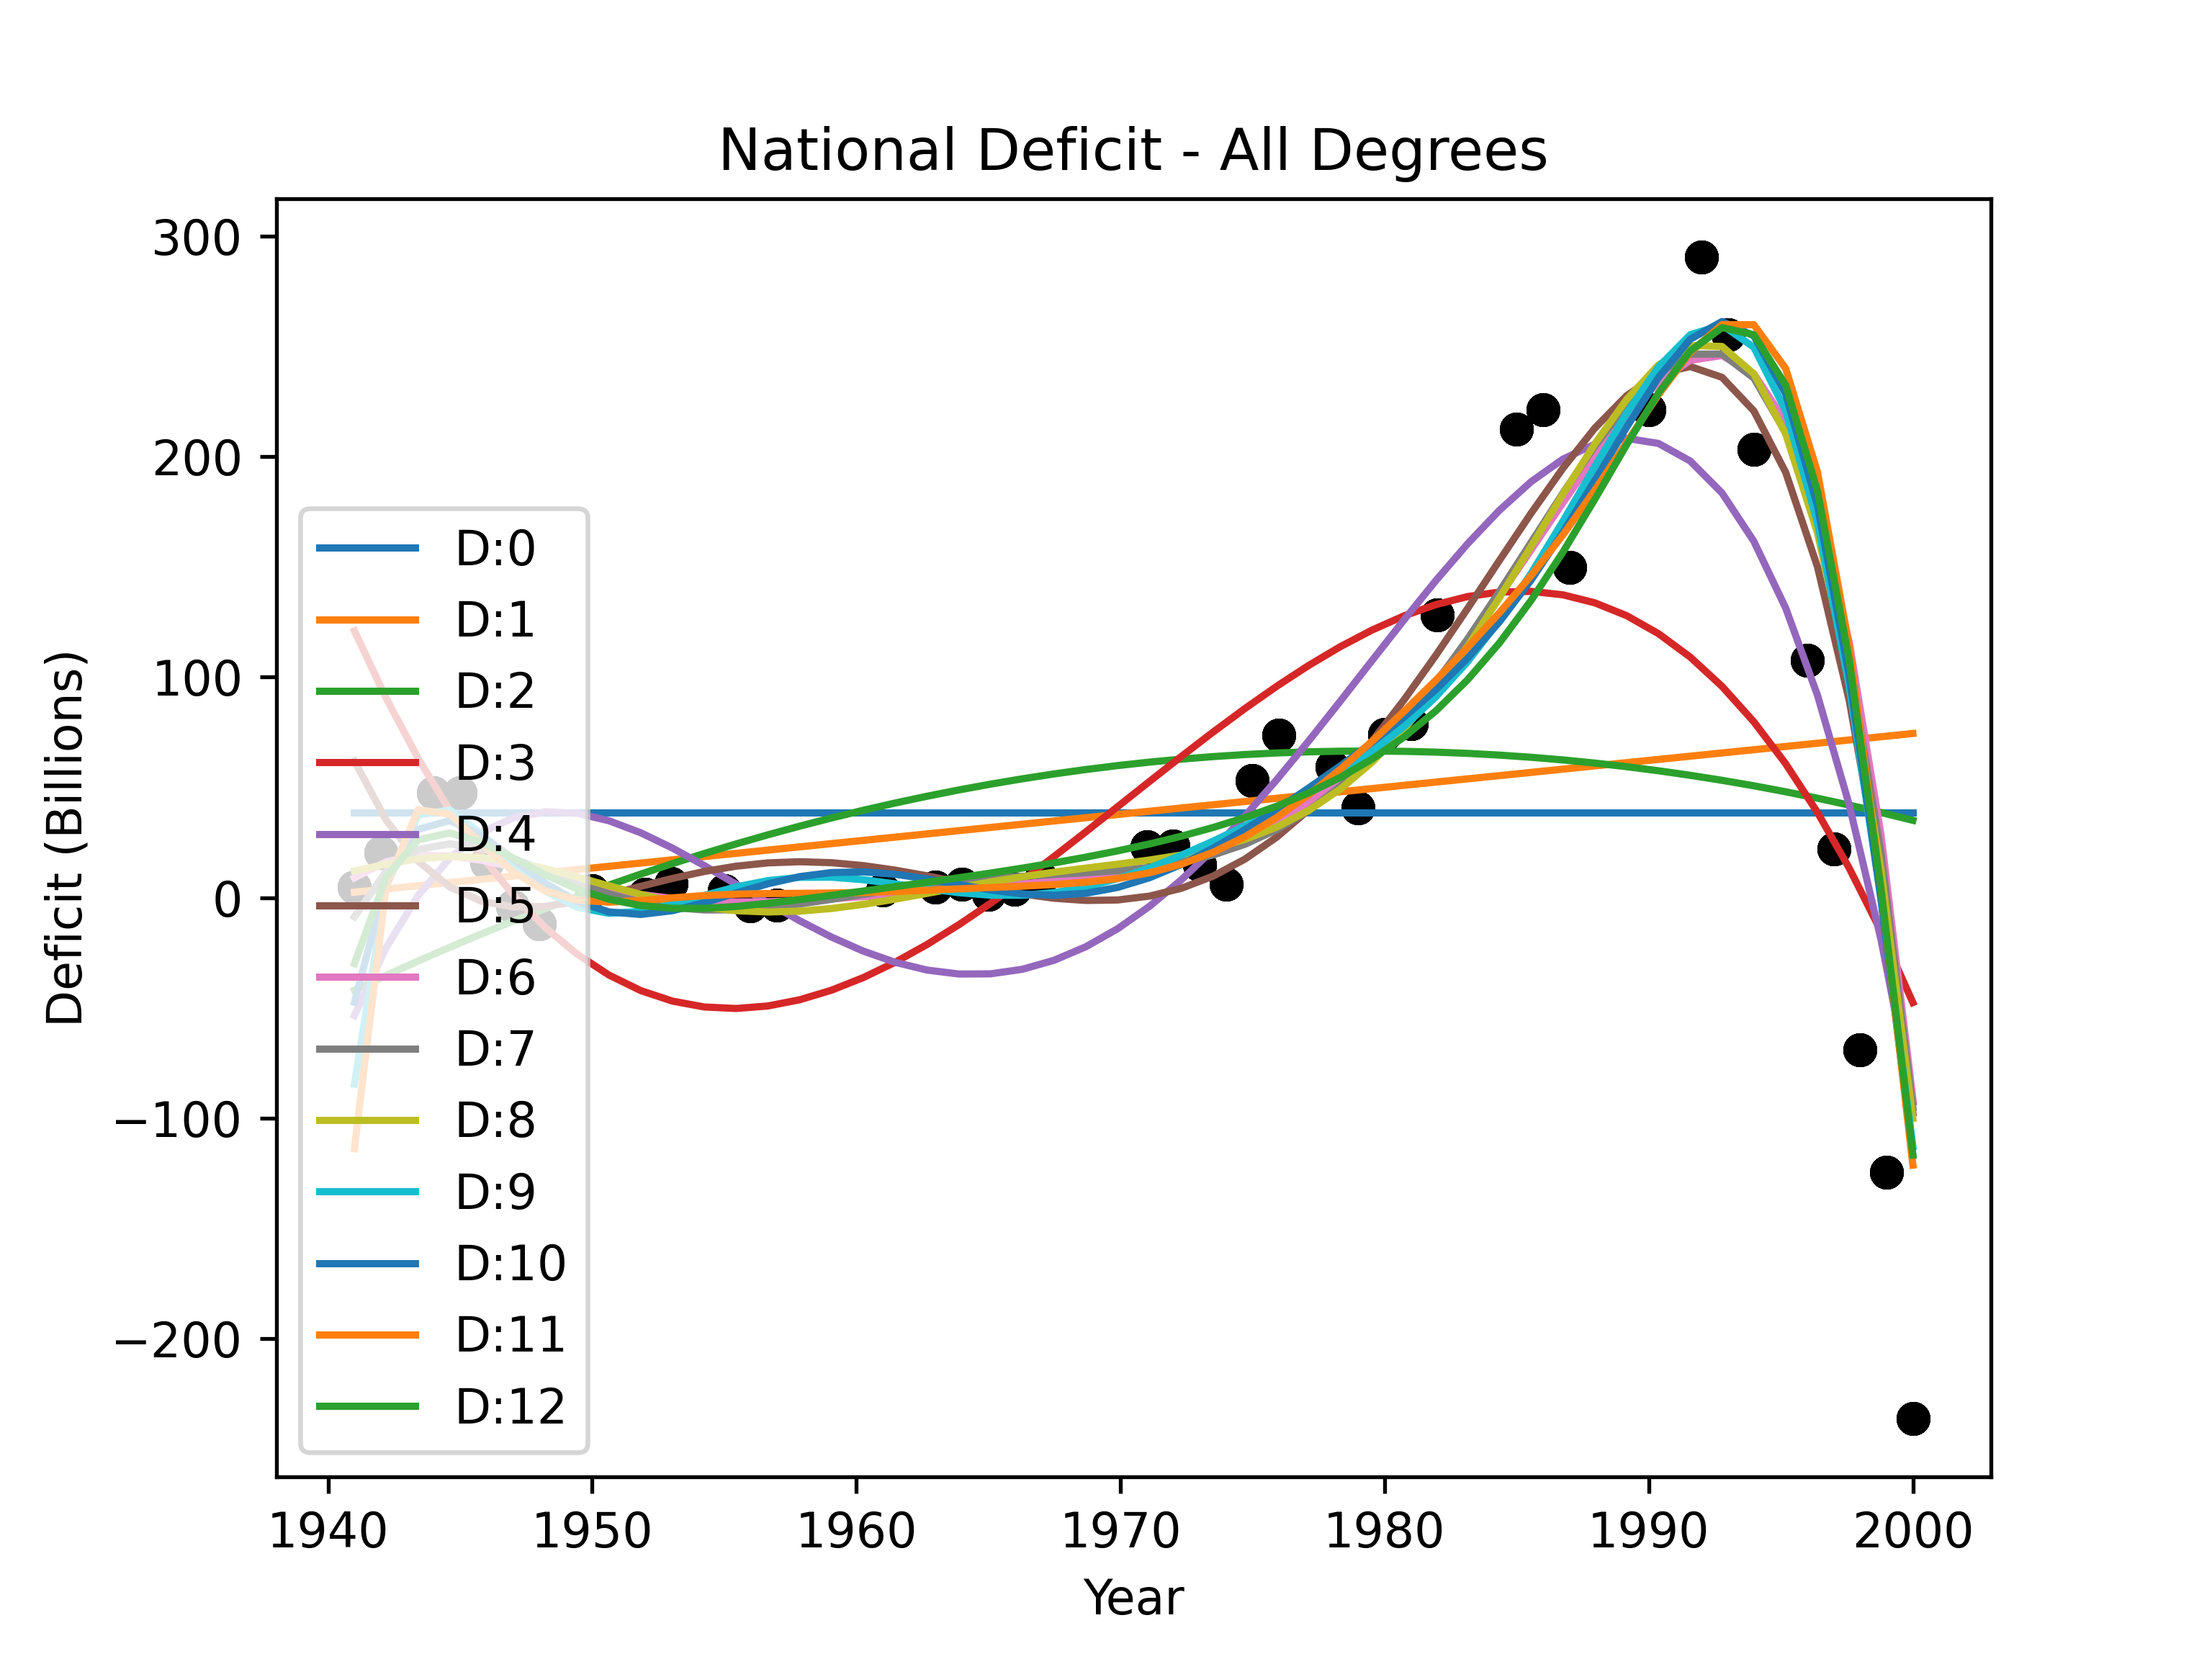 National Deficit - All Degrees
300
200
100
0
−100
−200
Deficit (Billions)
D:0
D:1
D:2
D:3
D:4
D:5
D:6
D:7
D:8
D:9
D:10
D:11
D:12
1940 1950 1960 1970 1980 1990 2000
Year